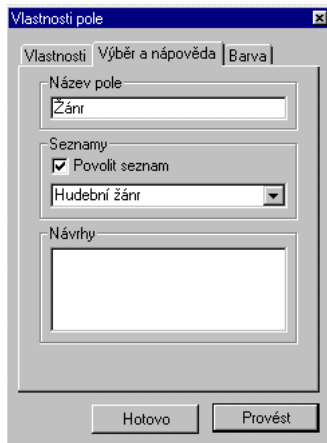 Vlastnosti pole
Vlastnosti Výběr a nápověda Barva
Název pole
Žánr
Seznamy
Povolit seznam
Hudební žánr
Návrhy
Hotovo Provést